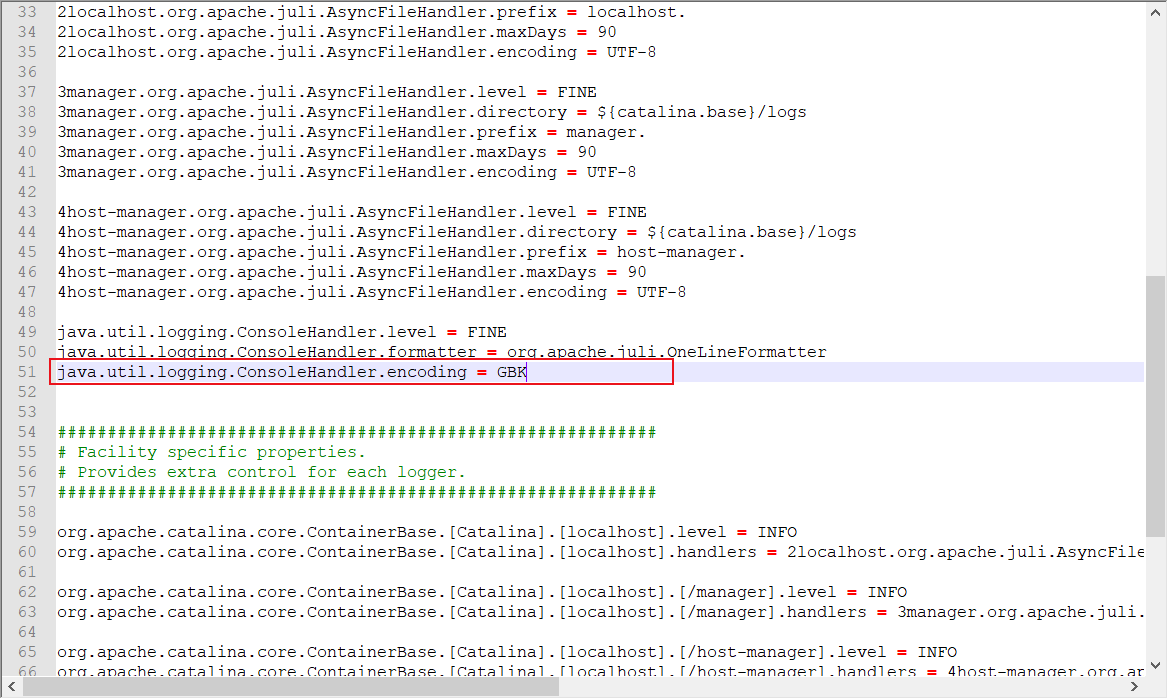 33 2localhost.org.apache.juli.AsyncFileHandler.prefix = localhost.
34 2localhost.org.apache.juli.AsyncFileHandler.maxDays = 90
35 2localhost.org.apache.juli.AsyncFileHandler.encoding = UTF-8
36
37 3manager.org.apache.juli.AsyncFileHandler.level = FINE
38 3manager.org.apache.juli.AsyncFileHandler.directory = ${catalina.base}/logs
39 3manager.org.apache.juli.AsyncFileHandler.prefix = manager.
40 3manager.org.apache.juli.AsyncFileHandler.maxDays = 90
41 3manager.org.apache.juli.AsyncFileHandler.encoding = UTF-8
42
43 4host-manager.org.apache.juli.AsyncFileHandler.level = FINE
44 4host-manager.org.apache.juli.AsyncFileHandler.directory = ${catalina.base}/logs
45 4host-manager.org.apache.juli.AsyncFileHandler.prefix = host-manager.
46 4host-manager.org.apache.juli.AsyncFileHandler.maxDays = 90
47 4host-manager.org.apache.juli.AsyncFileHandler.encoding = UTF-8
48
49 java.util.logging.ConsoleHandler.level = FINE
50 java.util.logging.ConsoleHandler.formatter = org.apache.juli.OneLineFormatter
51 java.util.logging.ConsoleHandler.encoding = GBK
52
53
54 ############################################################
55 # Facility specific properties.
56 # Provides extra control for each logger.
57 ############################################################
58
59 org.apache.catalina.core.ContainerBase.[Catalina].[localhost].level = INFO
60 org.apache.catalina.core.ContainerBase.[Catalina].[localhost].handlers = 2localhost.org.apache.juli.AsyncFile
61
62 org.apache.catalina.core.ContainerBase.[Catalina].[localhost].[/manager].level = INFO
63 org.apache.catalina.core.ContainerBase.[Catalina].[localhost].[/manager].handlers = 3manager.org.apache.juli.
64
65 org.apache.catalina.core.ContainerBase.[Catalina].[localhost].[/host-manager].level = INFO
66 org.apache.catalina.core.ContainerBase.[Catalina].[localhost].[/host-manager].handlers = 4host-manager.org.ap